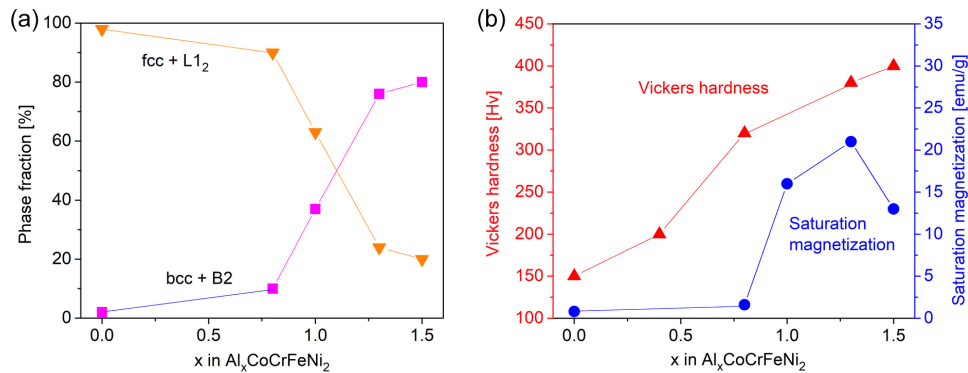 (a)
100
80
60
40
20
0
Phase fraction [%]
fcc + L1₂
bcc + B2
0.0 0.5 1.0 1.5
x in AlₓCoCrFeNi₂
(b)
450
400
350
300
250
200
150
100
Vickers hardness [Hv]
Vickers hardness
Saturation
magnetization
35
30
25
20
15
10
5
0
Saturation magnetization [emu/g]
0.0 0.5 1.0 1.5
x in AlₓCoCrFeNi₂